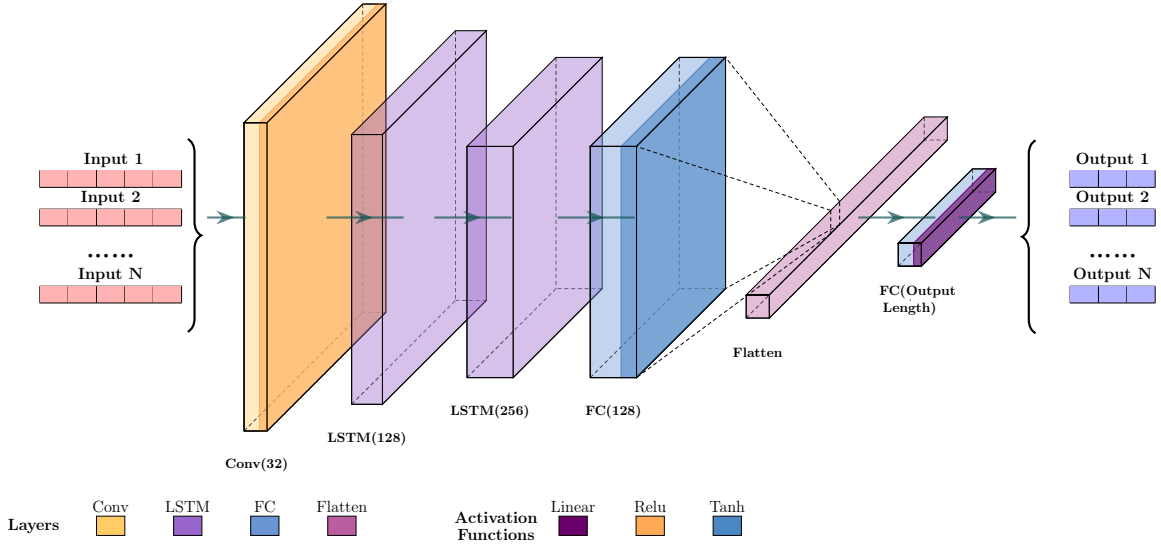 Input 1
Input 2
......
Input N
Conv(32)
LSTM(128)
LSTM(256)
FC(128)
Flatten
FC(Output
Length)
Output 1
Output 2
......
Output N
Layers
Conv
LSTM
FC
Flatten
Activation
Functions
Linear
Relu
Tanh